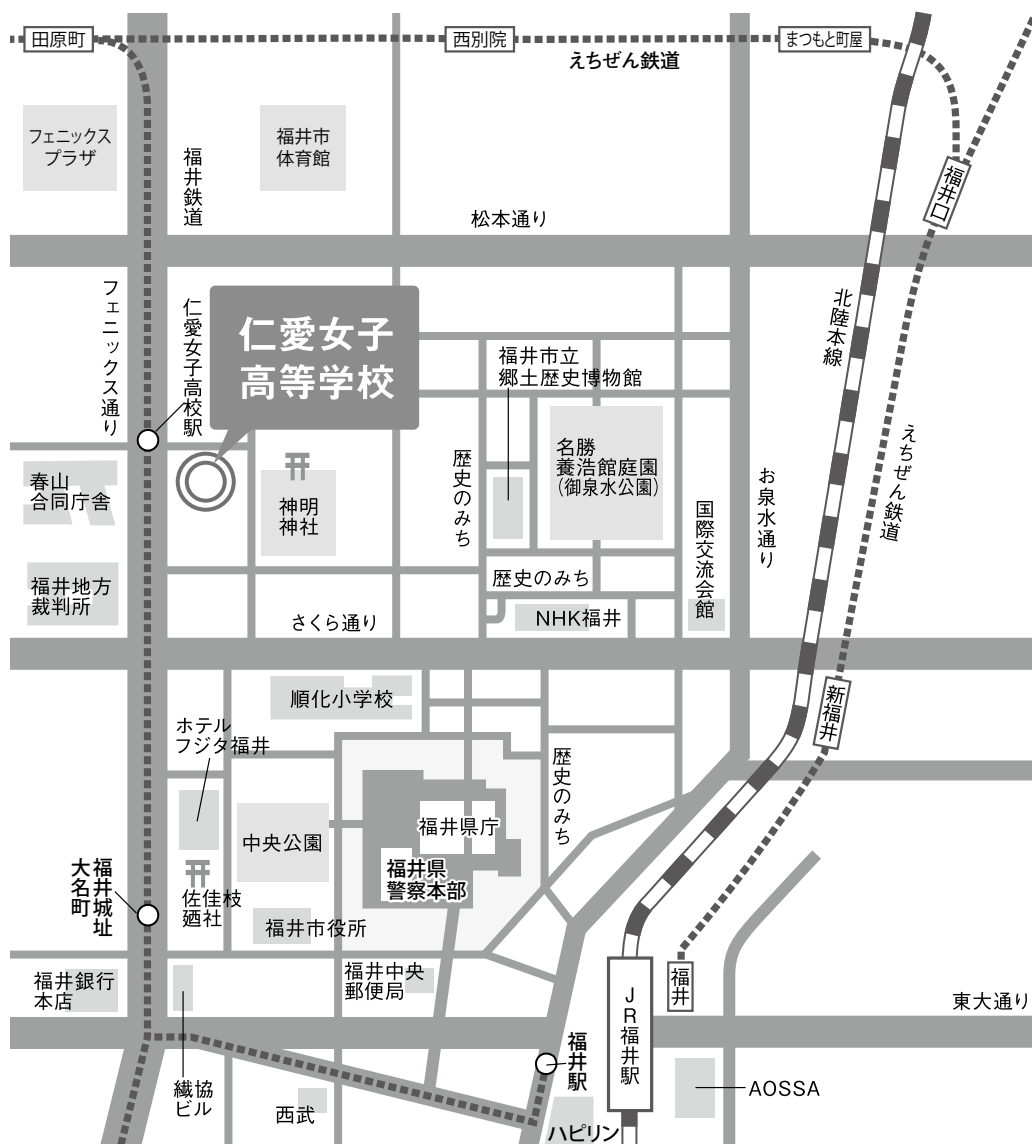 田原町
西別院
まつもと町屋
えちぜん鉄道
フェニックス
プラザ
福井市
体育館
福井鉄道
福井口
松本通り
フェニックス通り
仁愛女子高校駅
仁愛女子
高等学校
北陸本線
福井市立
郷土歴史博物館
えちぜん鉄道
歴史のみち
名勝
養浩館庭園
(御泉水公園)
お泉水通り
春山
合同庁舎
神明
神社
国際交流会館
福井地方
裁判所
歴史のみち
NHK福井
さくら通り
順化小学校
新福井
ホテル
フジタ福井
歴史のみち
福井県庁
中央公園
福井城址
大名町
福井県
警察本部
佐佳枝
廼社
福井市役所
福井銀行
本店
福井中央
郵便局
JR福井駅
福井
東大通り
福井駅
繊協
ビル
西武
AOSSA
ハピリン